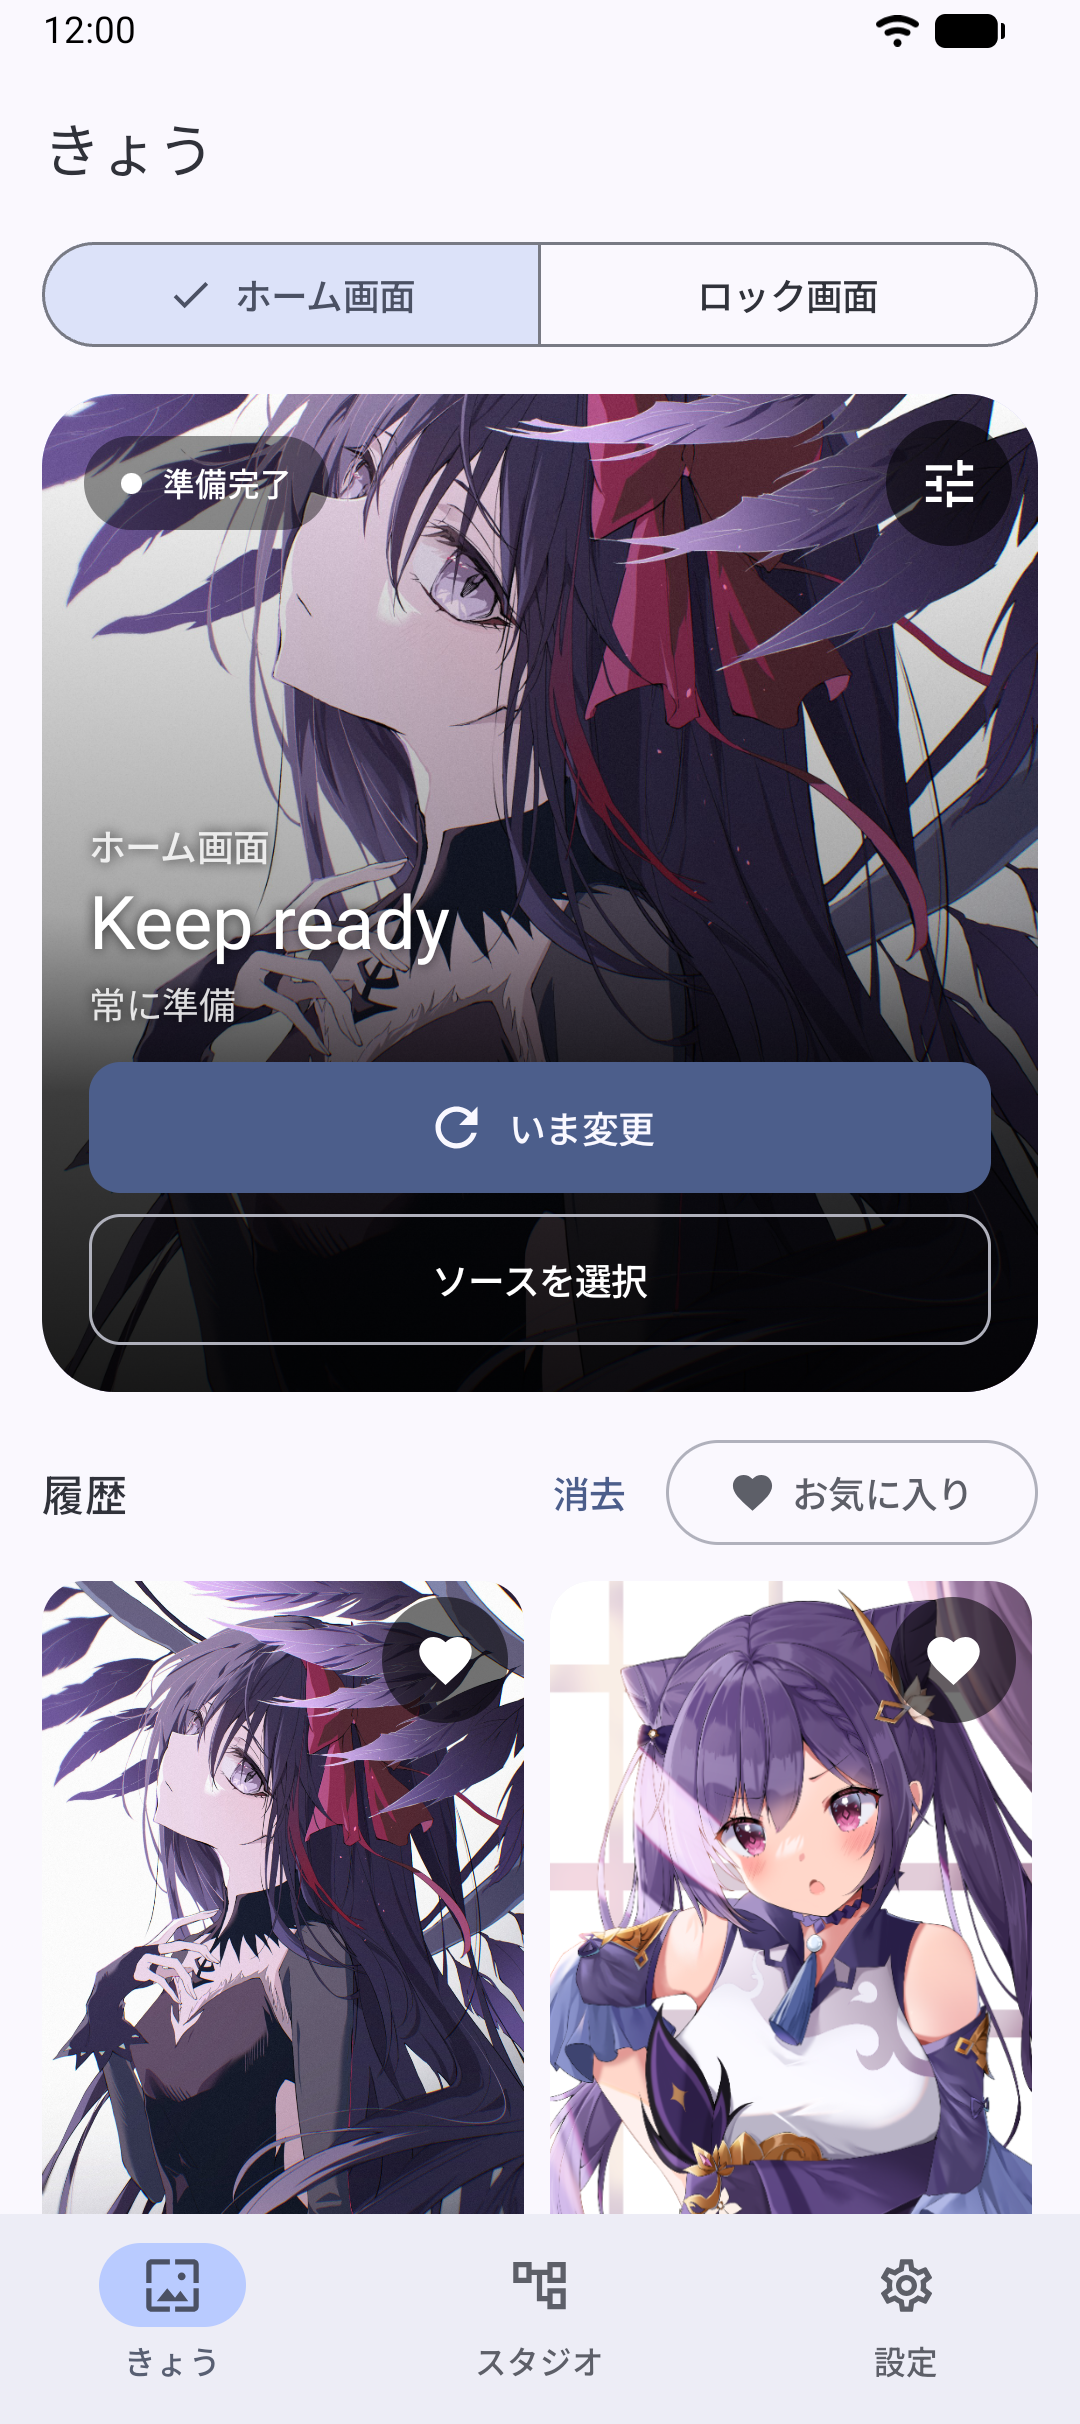 12:00
きょう
ホーム画面
ロック画面
準備完了
ホーム画面
Keep ready
常に準備
いま変更
ソースを選択
履歴
消去
お気に入り
きょう
スタジオ
設定